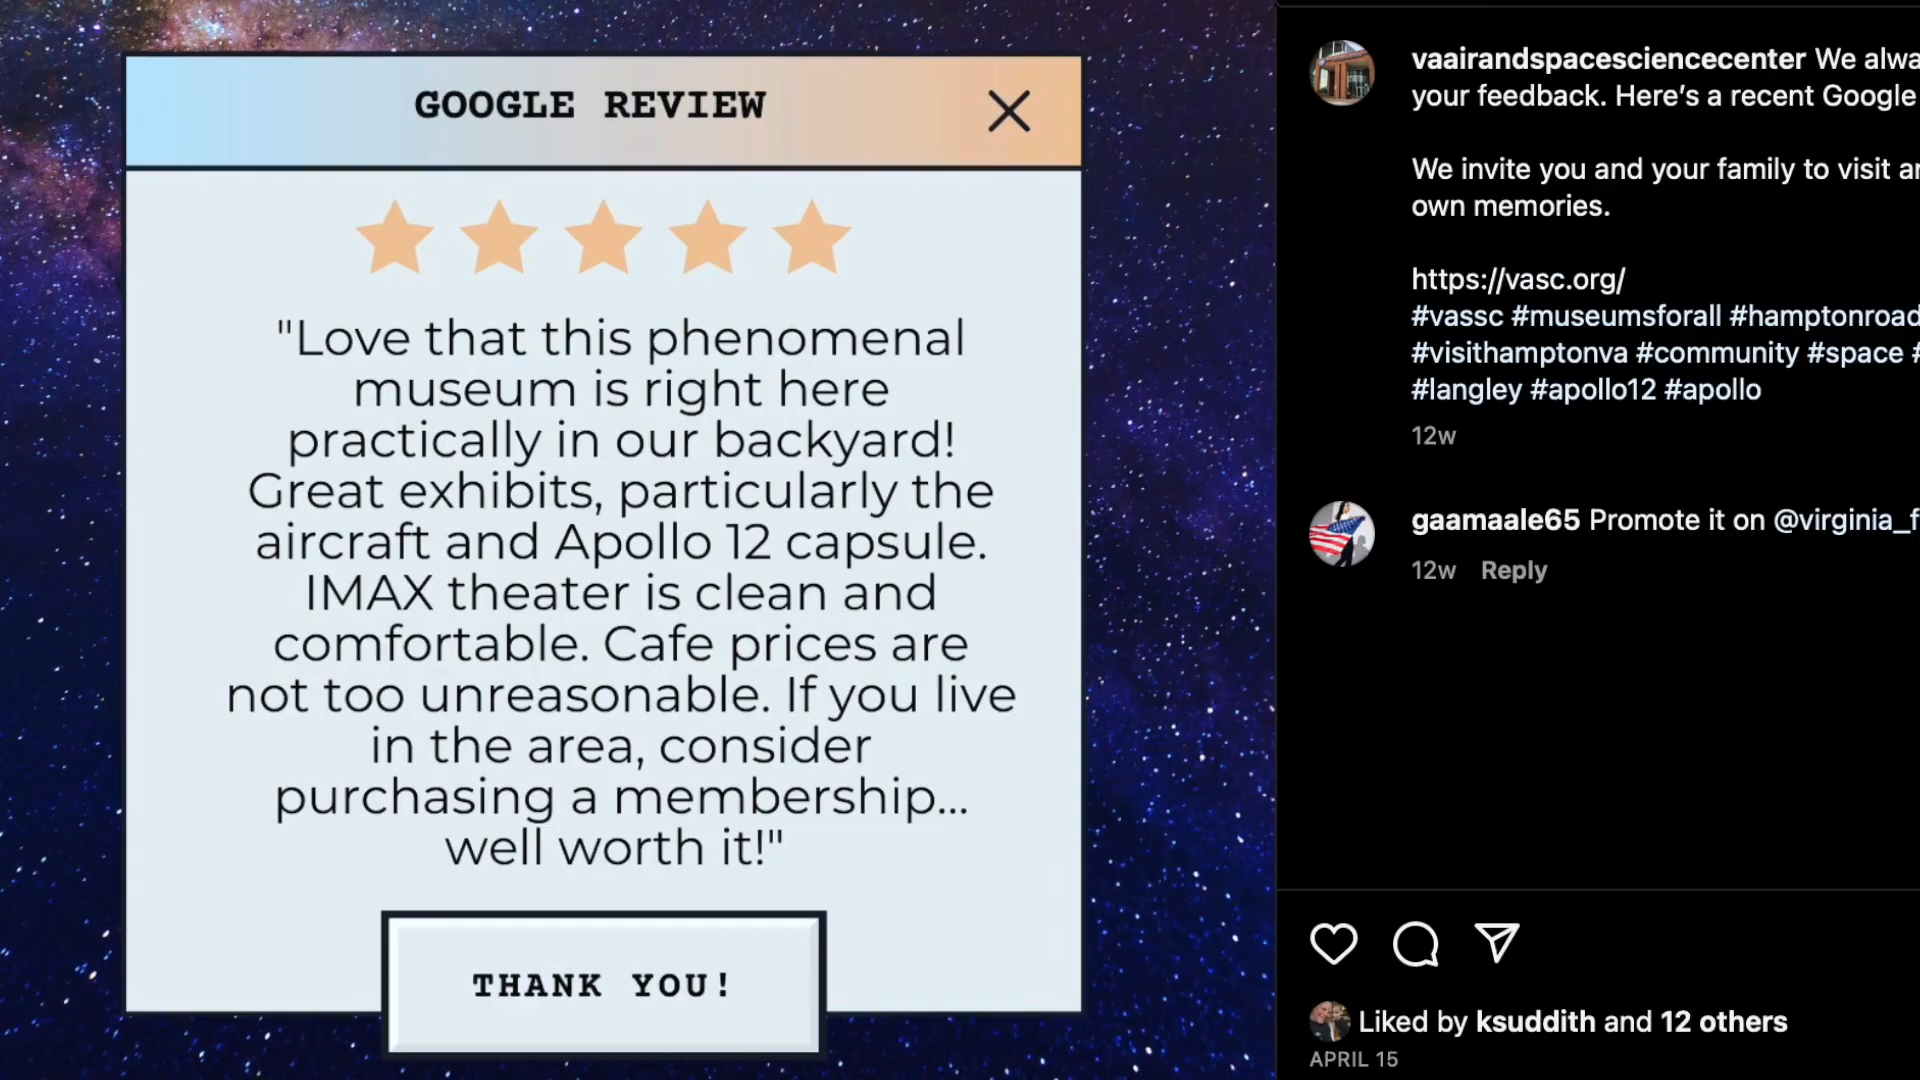 GOOGLE REVIEW
"Love that this phenomenal
museum is right here
practically in our backyard!
Great exhibits, particularly the
aircraft and Apollo 12 capsule.
IMAX theater is clean and
comfortable. Cafe prices are
not too unreasonable. If you live
in the area, consider
purchasing a membership...
well worth it!"
THANK YOU!
vaairandspacesciencecenter We alwa
your feedback. Here’s a recent Google
We invite you and your family to visit
own memories.
https://vasc.org/
#vassc #museumsforall #hamptonroad
#visithamptonva #community #space #
#langley #apollo12 #apollo
12w
gaamaale65 Promote it on @virginia_f
12w Reply
Liked by ksuddith and 12 others
APRIL 15